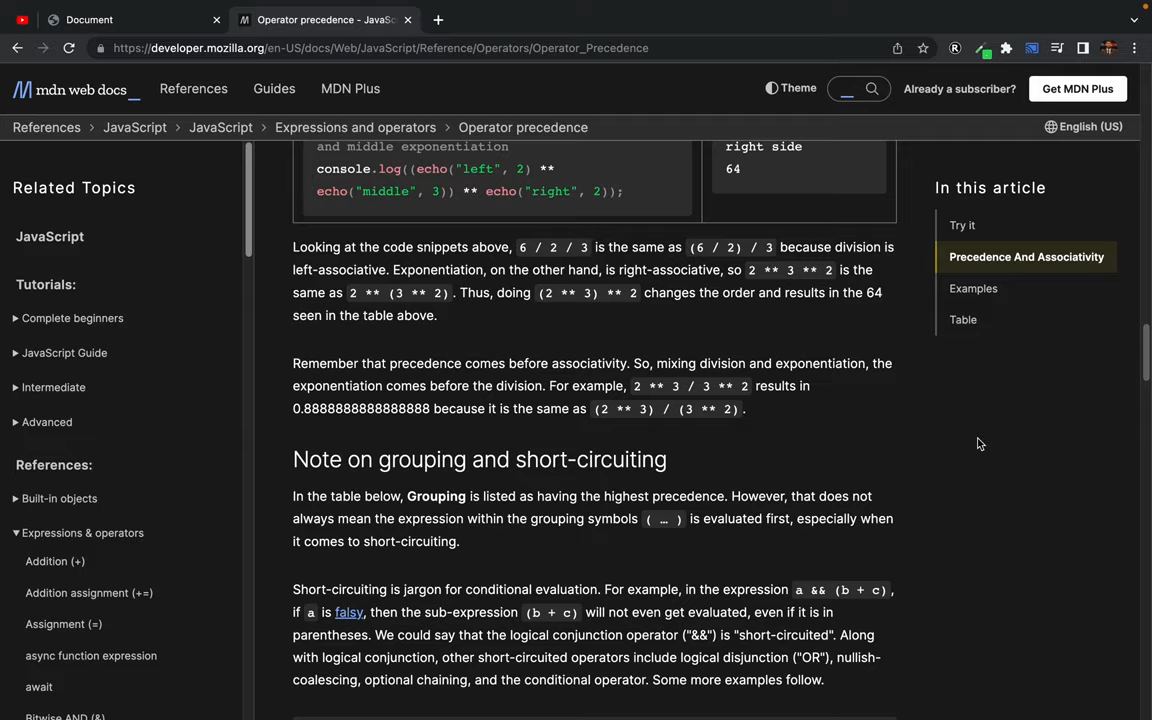 Document
Operator precedence - JavaSc
https://developer.mozilla.org/en-US/docs/Web/JavaScript/Reference/Operators/Operator_Precedence
mdn web docs_
References
Guides
MDN Plus
Theme
Already a subscriber?
Get MDN Plus
References > JavaScript > JavaScript > Expressions and operators > Operator precedence
English (US)
Related Topics
JavaScript
Tutorials:
Complete beginners
JavaScript Guide
Intermediate
Advanced
References:
Built-in objects
Expressions & operators
Addition (+)
Addition assignment (+=)
Assignment (=)
async function expression
await
Bitwise AND (&)
and middle exponentiation
console.log((echo("left", 2) **
echo("middle", 3)) ** echo("right", 2));
right side
64
Looking at the code snippets above, 6 / 2 / 3 is the same as (6 / 2) / 3 because division is
left-associative. Exponentiation, on the other hand, is right-associative, so 2 ** 3 ** 2 is the
same as 2 ** (3 ** 2). Thus, doing (2 ** 3) ** 2 changes the order and results in the 64
seen in the table above.
Remember that precedence comes before associativity. So, mixing division and exponentiation, the
exponentiation comes before the division. For example, 2 ** 3 / 3 ** 2 results in
0.8888888888888888 because it is the same as (2 ** 3) / (3 ** 2).
Note on grouping and short-circuiting
In the table below, Grouping is listed as having the highest precedence. However, that does not
always mean the expression within the grouping symbols ( … ) is evaluated first, especially when
it comes to short-circuiting.
Short-circuiting is jargon for conditional evaluation. For example, in the expression a && (b + c),
if a is falsy, then the sub-expression (b + c) will not even get evaluated, even if it is in
parentheses. We could say that the logical conjunction operator ("&&") is "short-circuited". Along
with logical conjunction, other short-circuited operators include logical disjunction ("OR"), nullish-
coalescing, optional chaining, and the conditional operator. Some more examples follow.
In this article
Try it
Precedence And Associativity
Examples
Table